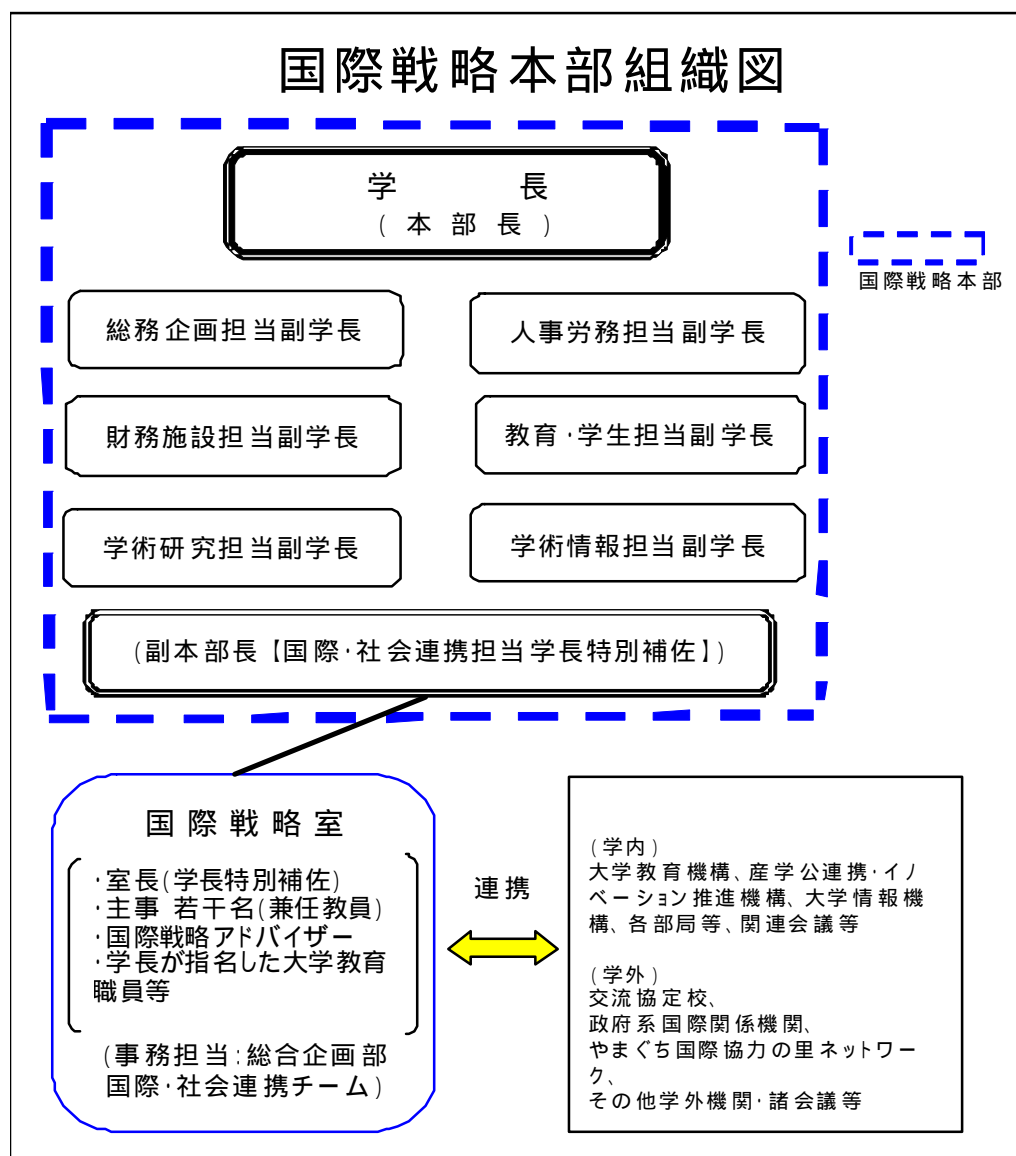 国際戦略本部組織図
学　　　長
(本部長)
国際戦略本部
総務企画担当副学長
人事労務担当副学長
財務施設担当副学長
教育・学生担当副学長
学術研究担当副学長
学術情報担当副学長
(副本部長【国際・社会連携担当学長特別補佐】)
国際戦略室
・室長(学長特別補佐)
・主事 若干名(兼任教員)
・国際戦略アドバイザー
・学長が指名した大学教育
職員等
(事務担当:総合企画部
国際・社会連携チーム)
連携
(学内)
大学教育機構、産学公連携・イノ
ベーション推進機構、大学情報機
構、各部局等、関連会議等
(学外)
交流協定校、
政府系国際関係機関、
やまぐち国際協力の里ネットワー
ク、
その他学外機関・諸会議等